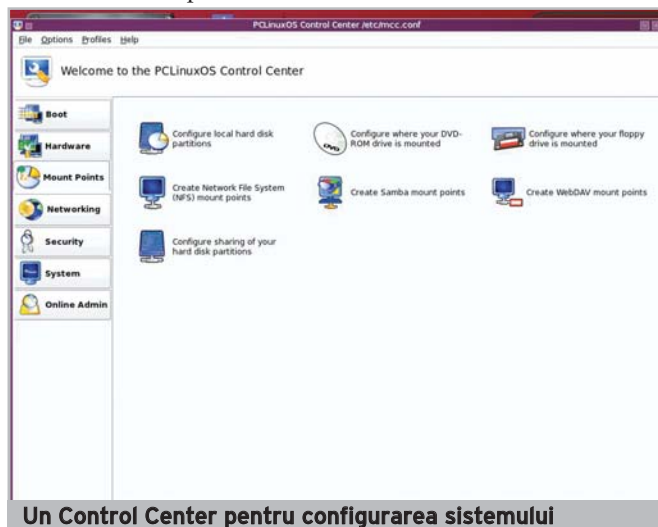 PCLinuxOS Control Center /etc/mcc.conf
File Options Profiles Help
Welcome to the PCLinuxOS Control Center
Boot
Hardware
Mount Points
Networking
Security
System
Online Admin
Configure local hard disk
partitions
DVD
Configure where your DVD-
ROM drive is mounted
Configure where your floppy
drive is mounted
Create Network File System
(NFS) mount points
Create Samba mount points
Create WebDAV mount points
Configure sharing of your
hard disk partitions
Un Control Center pentru configurarea sistemului